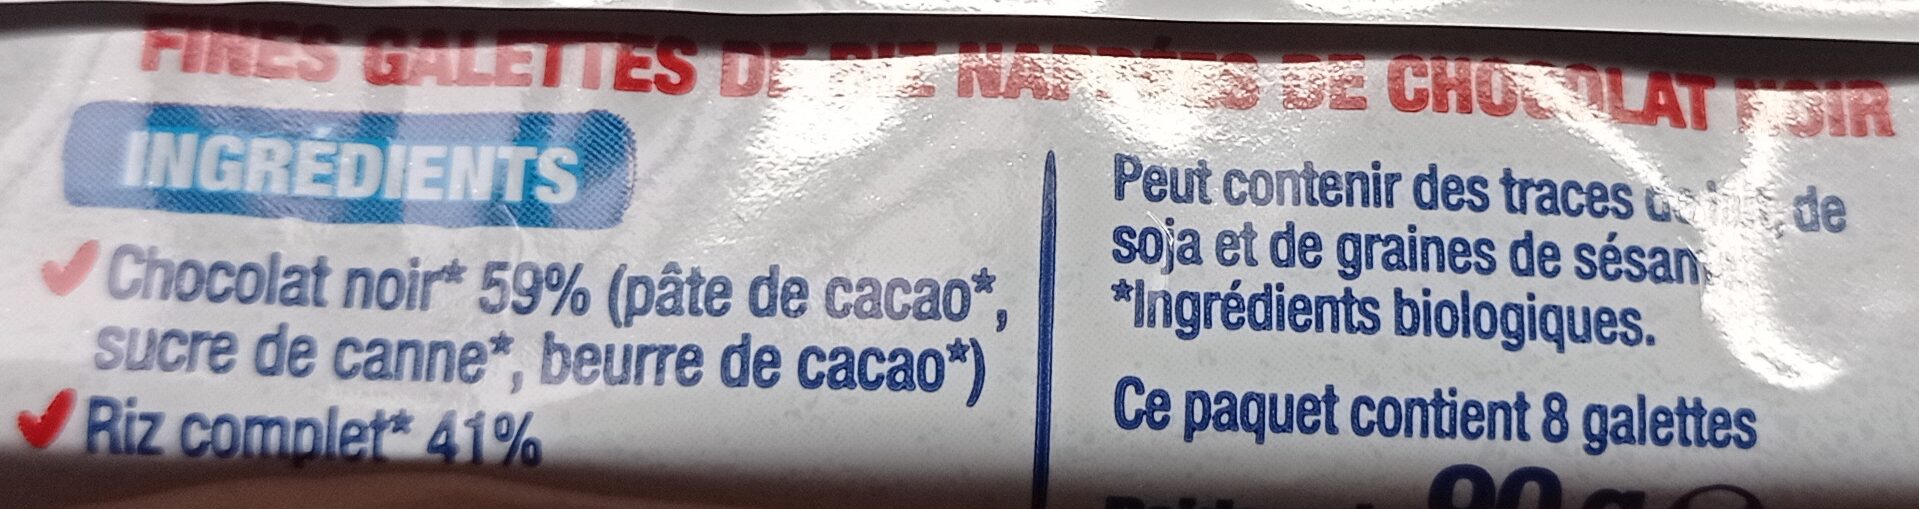 FINES GALETTES DE RIZ NAPPÉES DE CHOCOLAT NOIR
INGRÉDIENTS
Chocolat noir* 59% (pâte de cacao*,
sucre de canne*, beurre de cacao*)
Riz complet* 41%
Peut contenir des traces de
soja et de graines de
*Ingrédients biologiques.
Ce paquet contient 8 galettes
90 g